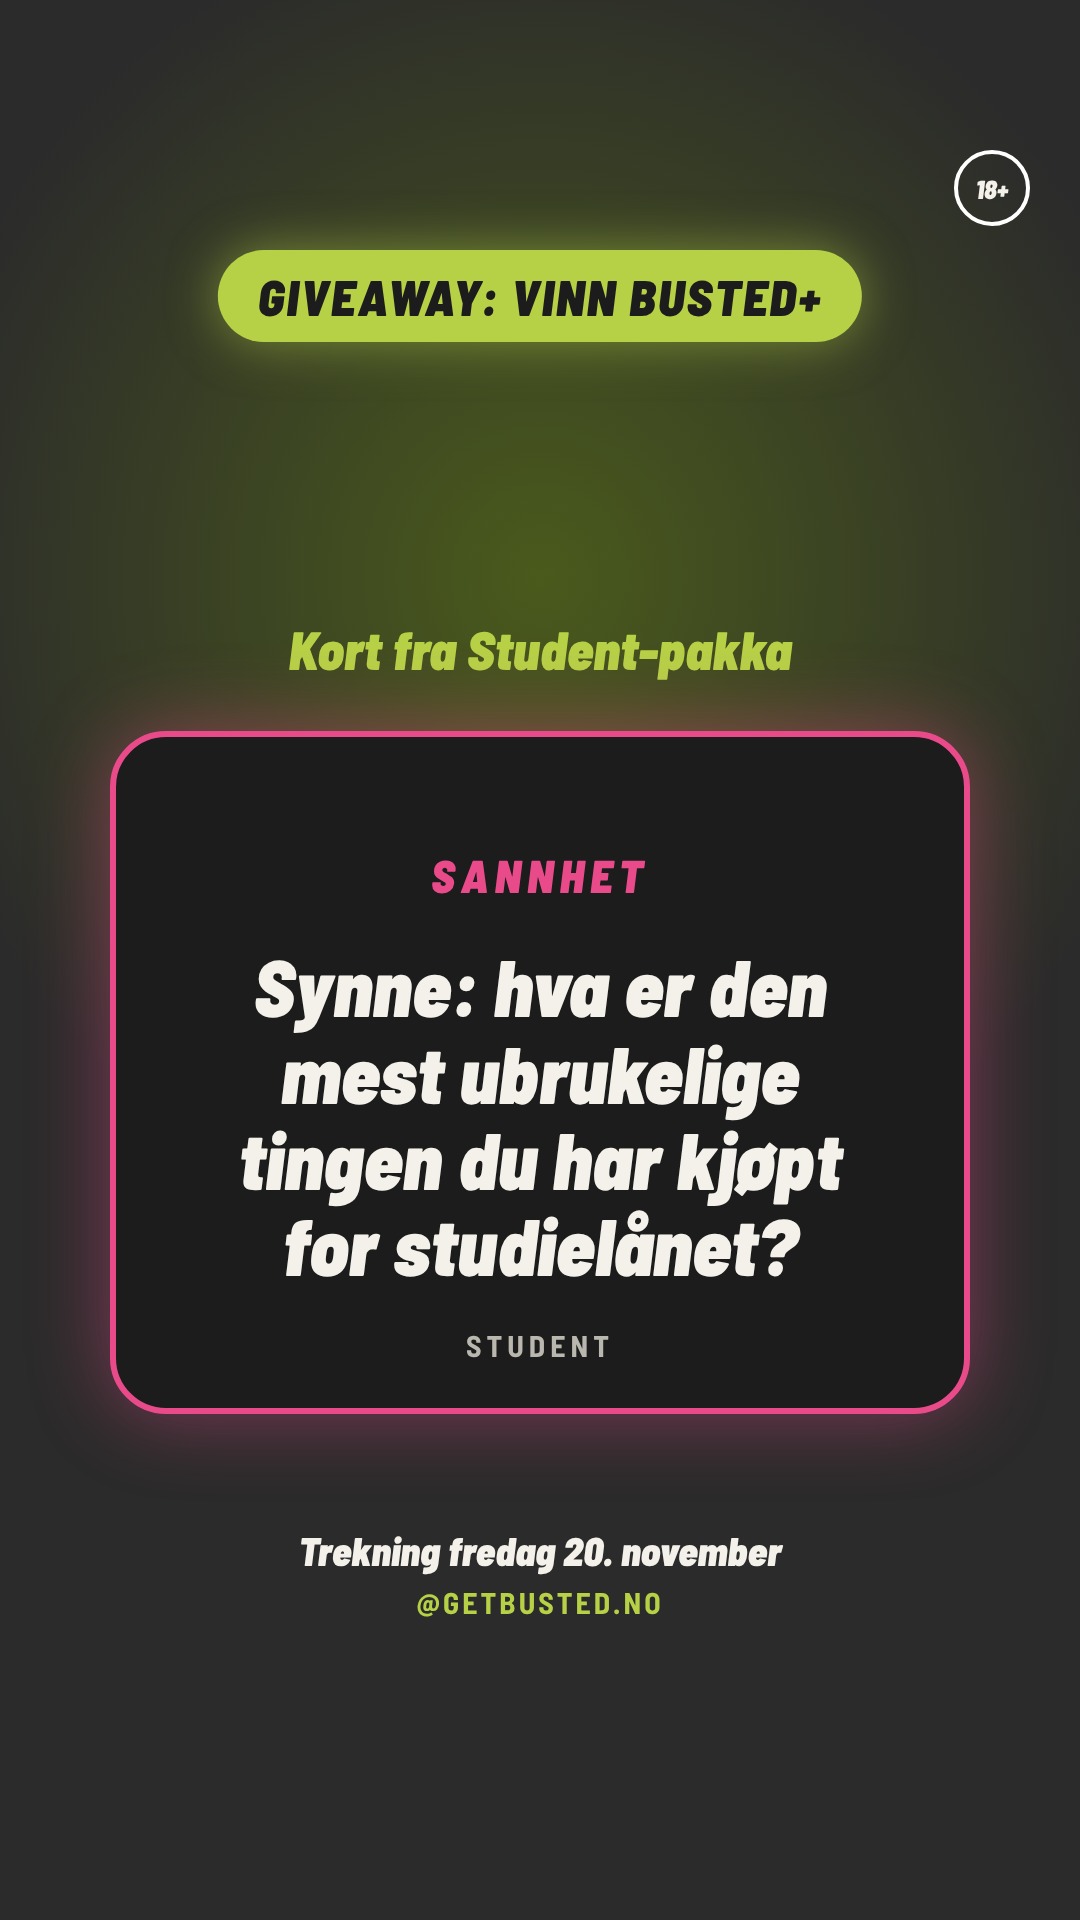 18+
GIVEAWAY: VINN BUSTED+
Kort fra Student-pakka
SANNHET
Synne: hva er den
mest ubrukelige
tingen du har kjøpt
for studielånet?
STUDENT
Trekning fredag 20. november
@GETBUSTED.NO